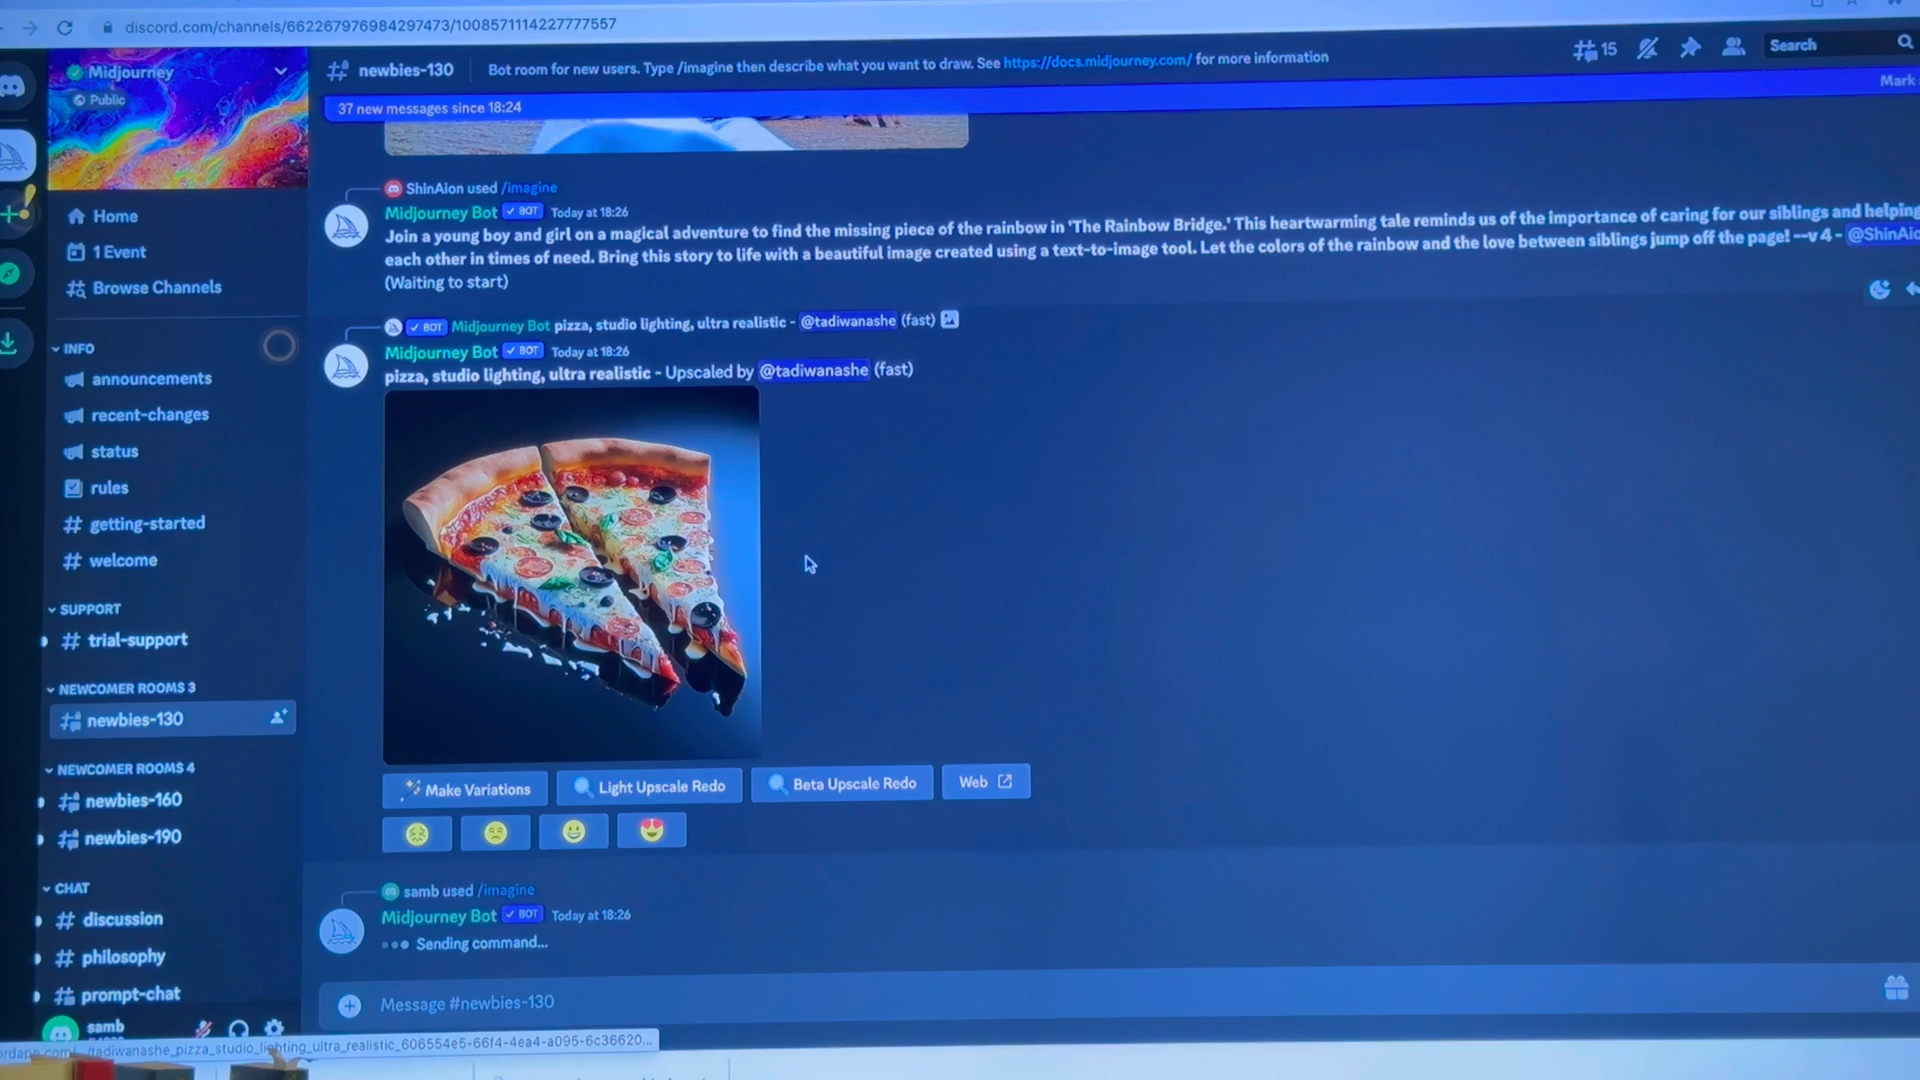 discord.com/channels/662267976984297473/1008571114227777557
Midjourney
Public
newbies-130
Bot room for new users. Type /imagine then describe what you want to draw. See https://docs.midjourney.com/ for more information
15
Search
37 new messages since 18:24
Mark
Home
1 Event
Browse Channels
INFO
announcements
recent-changes
status
rules
getting-started
welcome
SUPPORT
trial-support
NEWCOMER ROOMS 3
newbies-130
NEWCOMER ROOMS 4
newbies-160
newbies-190
CHAT
discussion
philosophy
prompt-chat
samb
ShinAion used /imagine
Midjourney Bot BOT Today at 18:26
Join a young boy and girl on a magical adventure to find the missing piece of the rainbow in 'The Rainbow Bridge.' This heartwarming tale reminds us of the importance of caring for our siblings and helping
each other in times of need. Bring this story to life with a beautiful image created using a text-to-image tool. Let the colors of the rainbow and the love between siblings jump off the page! --v 4 - @ShinAio
(Waiting to start)
BOT Midjourney Bot pizza, studio lighting, ultra realistic - @tadiwanashe (fast)
Midjourney Bot BOT Today at 18:26
pizza, studio lighting, ultra realistic - Upscaled by @tadiwanashe (fast)
Make Variations
Light Upscale Redo
Beta Upscale Redo
Web
samb used /imagine
Midjourney Bot BOT Today at 18:26
Sending command...
Message #newbies-130
ordapp.com/.../tadiwanashe_pizza_studio_lighting_ultra_realistic_606554e5-66f4-4ea4-a095-6c36620...